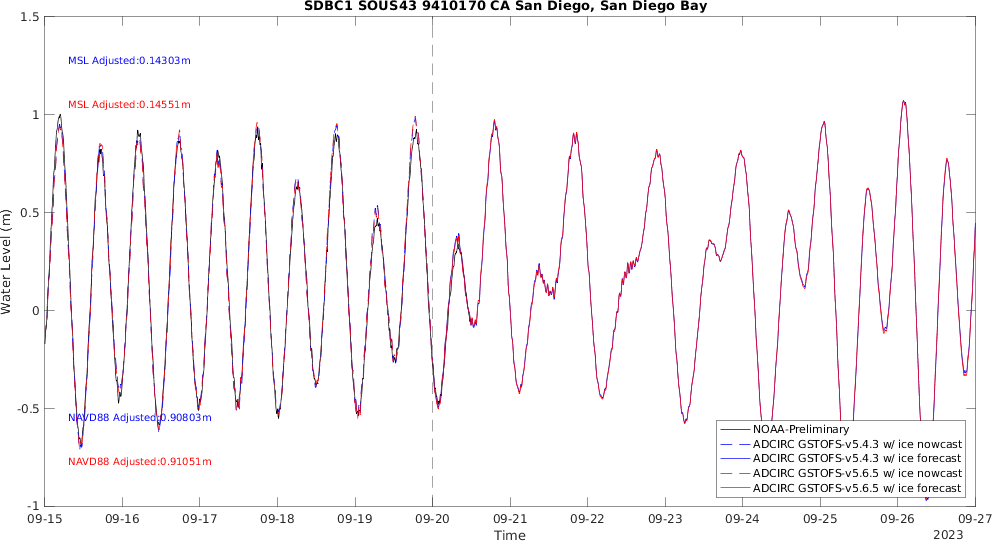 SDBC1 SOUS43 9410170 CA San Diego, San Diego Bay
1.5
1
0.5
0
-0.5
-1
Water Level (m)
MSL Adjusted:0.14303m
MSL Adjusted:0.14551m
NAVD88 Adjusted:0.90803m
NAVD88 Adjusted:0.91051m
NOAA-Preliminary
ADCIRC GSTOFS-v5.4.3 w/ ice nowcast
ADCIRC GSTOFS-v5.4.3 w/ ice forecast
ADCIRC GSTOFS-v5.6.5 w/ ice nowcast
ADCIRC GSTOFS-v5.6.5 w/ ice forecast
09-15 09-16 09-17 09-18 09-19 09-20 09-21 09-22 09-23 09-24 09-25 09-26 09-27
Time
2023